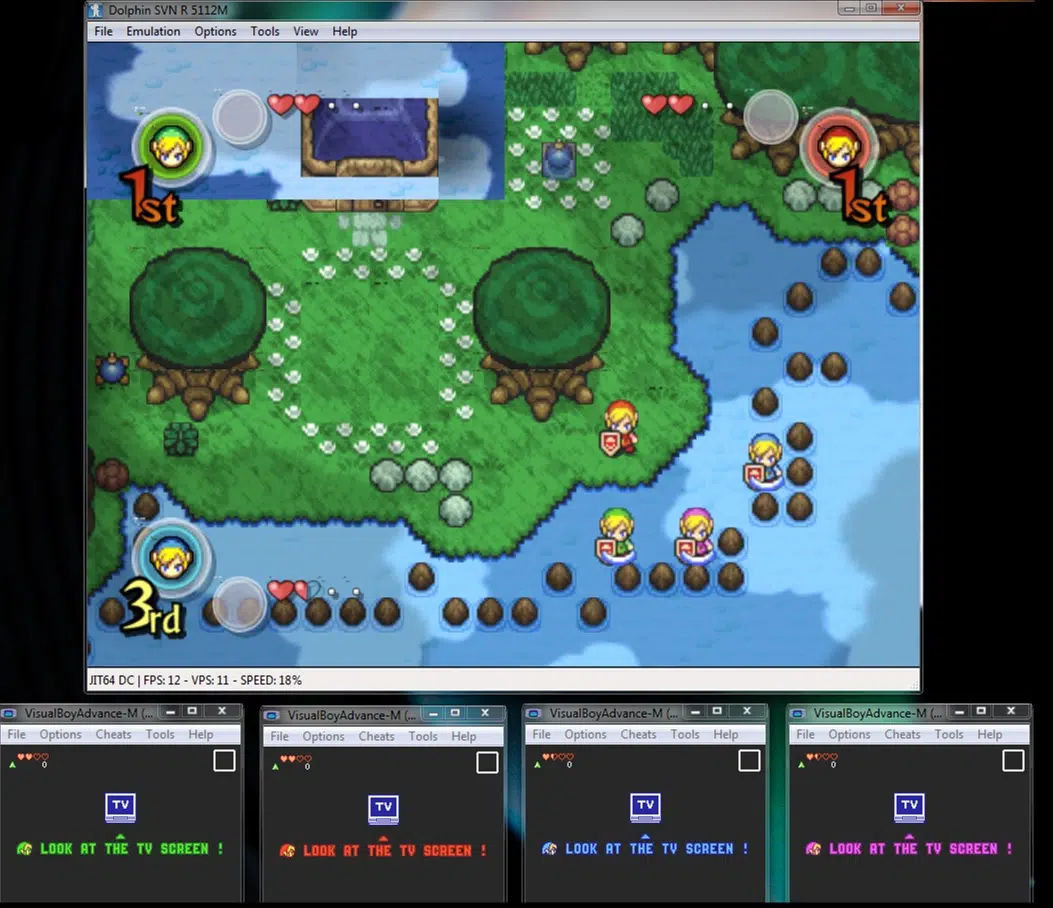 Dolphin SVN R 5112M
File Emulation Options Tools View Help
1st
1st
3rd
JIT64 DC | FPS: 12 - VPS: 11 - SPEED: 18%
VisualBoyAdvance-M (...
File Options Cheats Tools Help
0
TV
LOOK AT THE TV SCREEN !
VisualBoyAdvance-M (...
File Options Cheats Tools Help
0
TV
LOOK AT THE TV SCREEN !
VisualBoyAdvance-M (...
File Options Cheats Tools Help
0
TV
LOOK AT THE TV SCREEN !
VisualBoyAdvance-M (...
File Options Cheats Tools Help
0
TV
LOOK AT THE TV SCREEN !